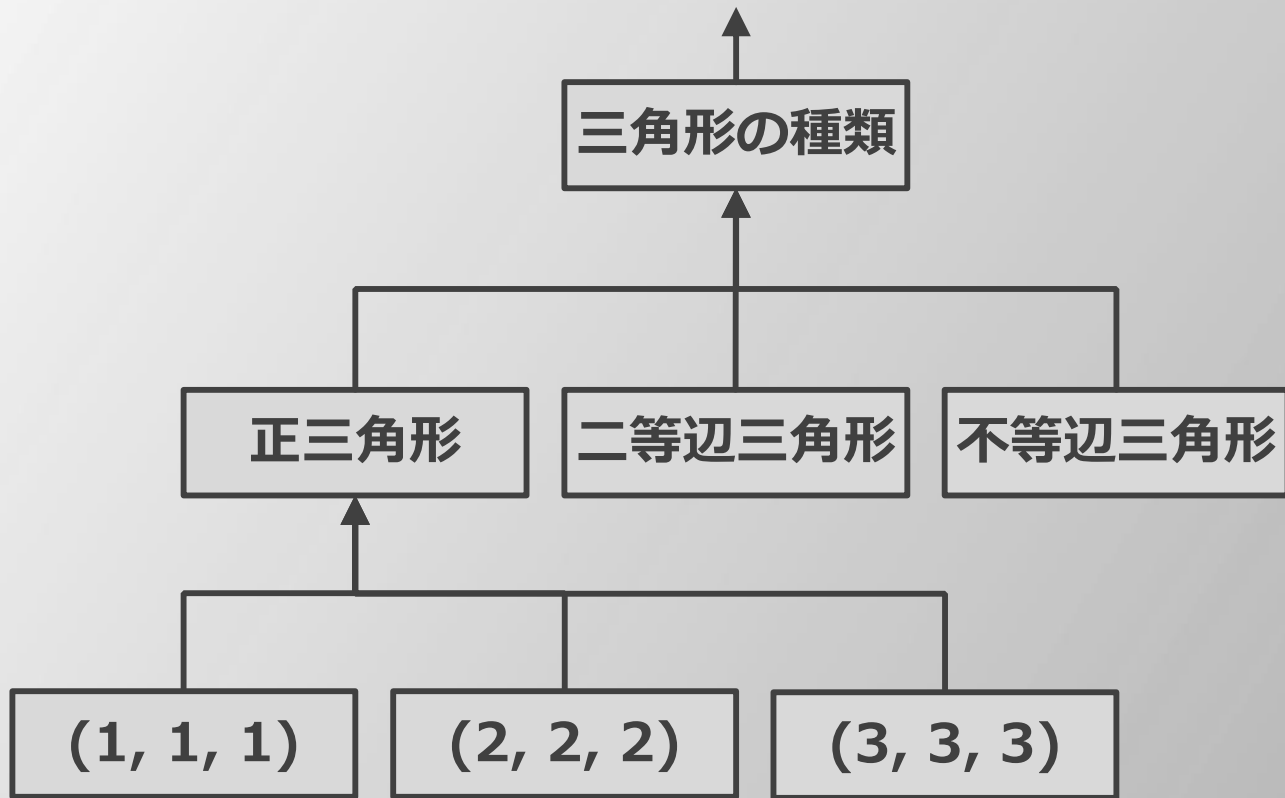 三角形の種類
正三角形
二等辺三角形
不等辺三角形
(1, 1, 1)
(2, 2, 2)
(3, 3, 3)